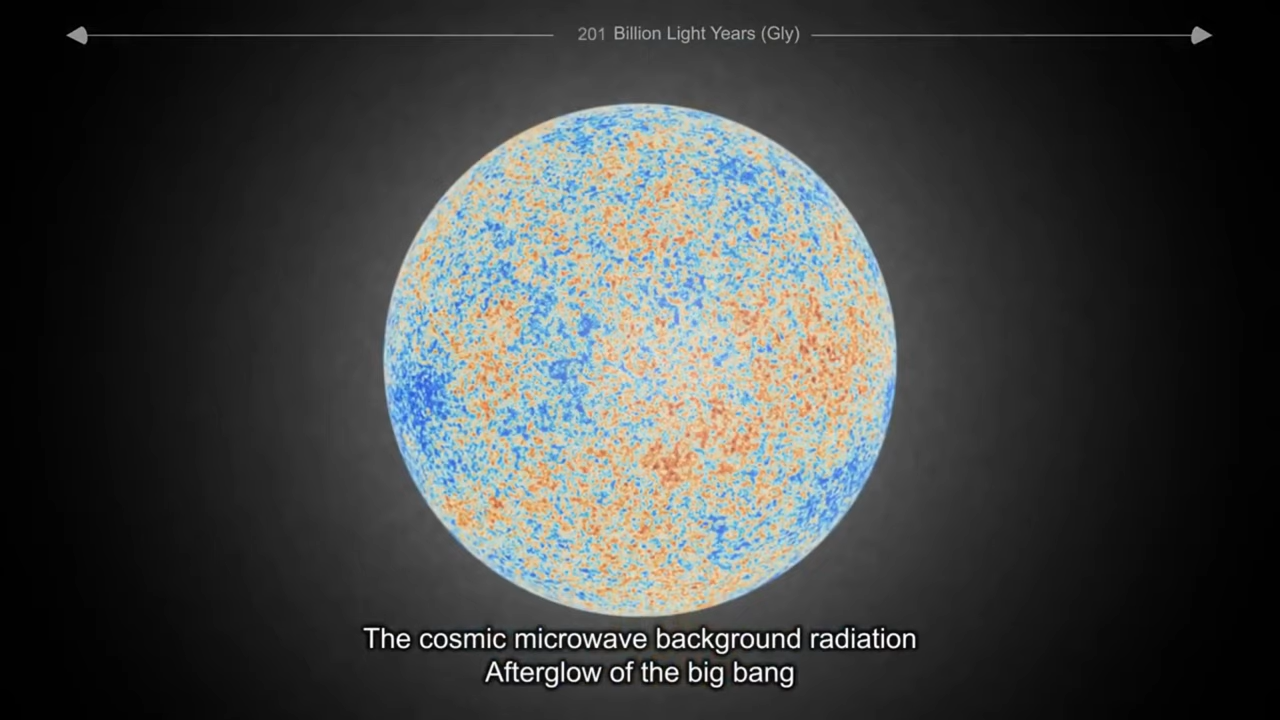 201 Billion Light Years (Gly)
The cosmic microwave background radiation
Afterglow of the big bang